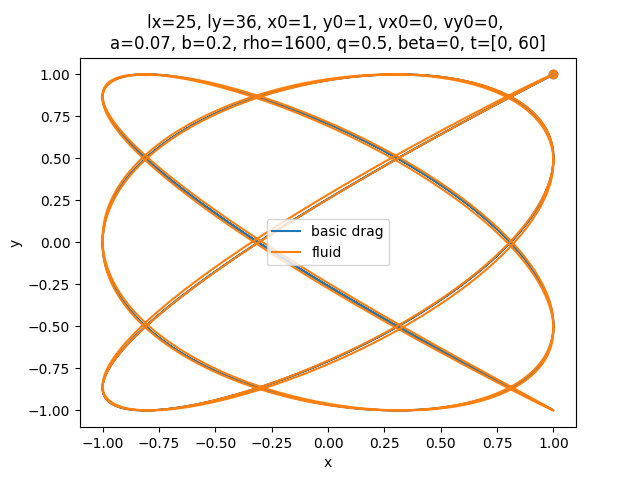 lx=25, ly=36, x0=1, y0=1, vx0=0, vy0=0,
a=0.07, b=0.2, rho=1600, q=0.5, beta=0, t=[0, 60]
1.00
0.75
0.50
0.25
0.00
−0.25
−0.50
−0.75
−1.00
y
basic drag
fluid
−1.00 −0.75 −0.50 −0.25 0.00 0.25 0.50 0.75 1.00
x